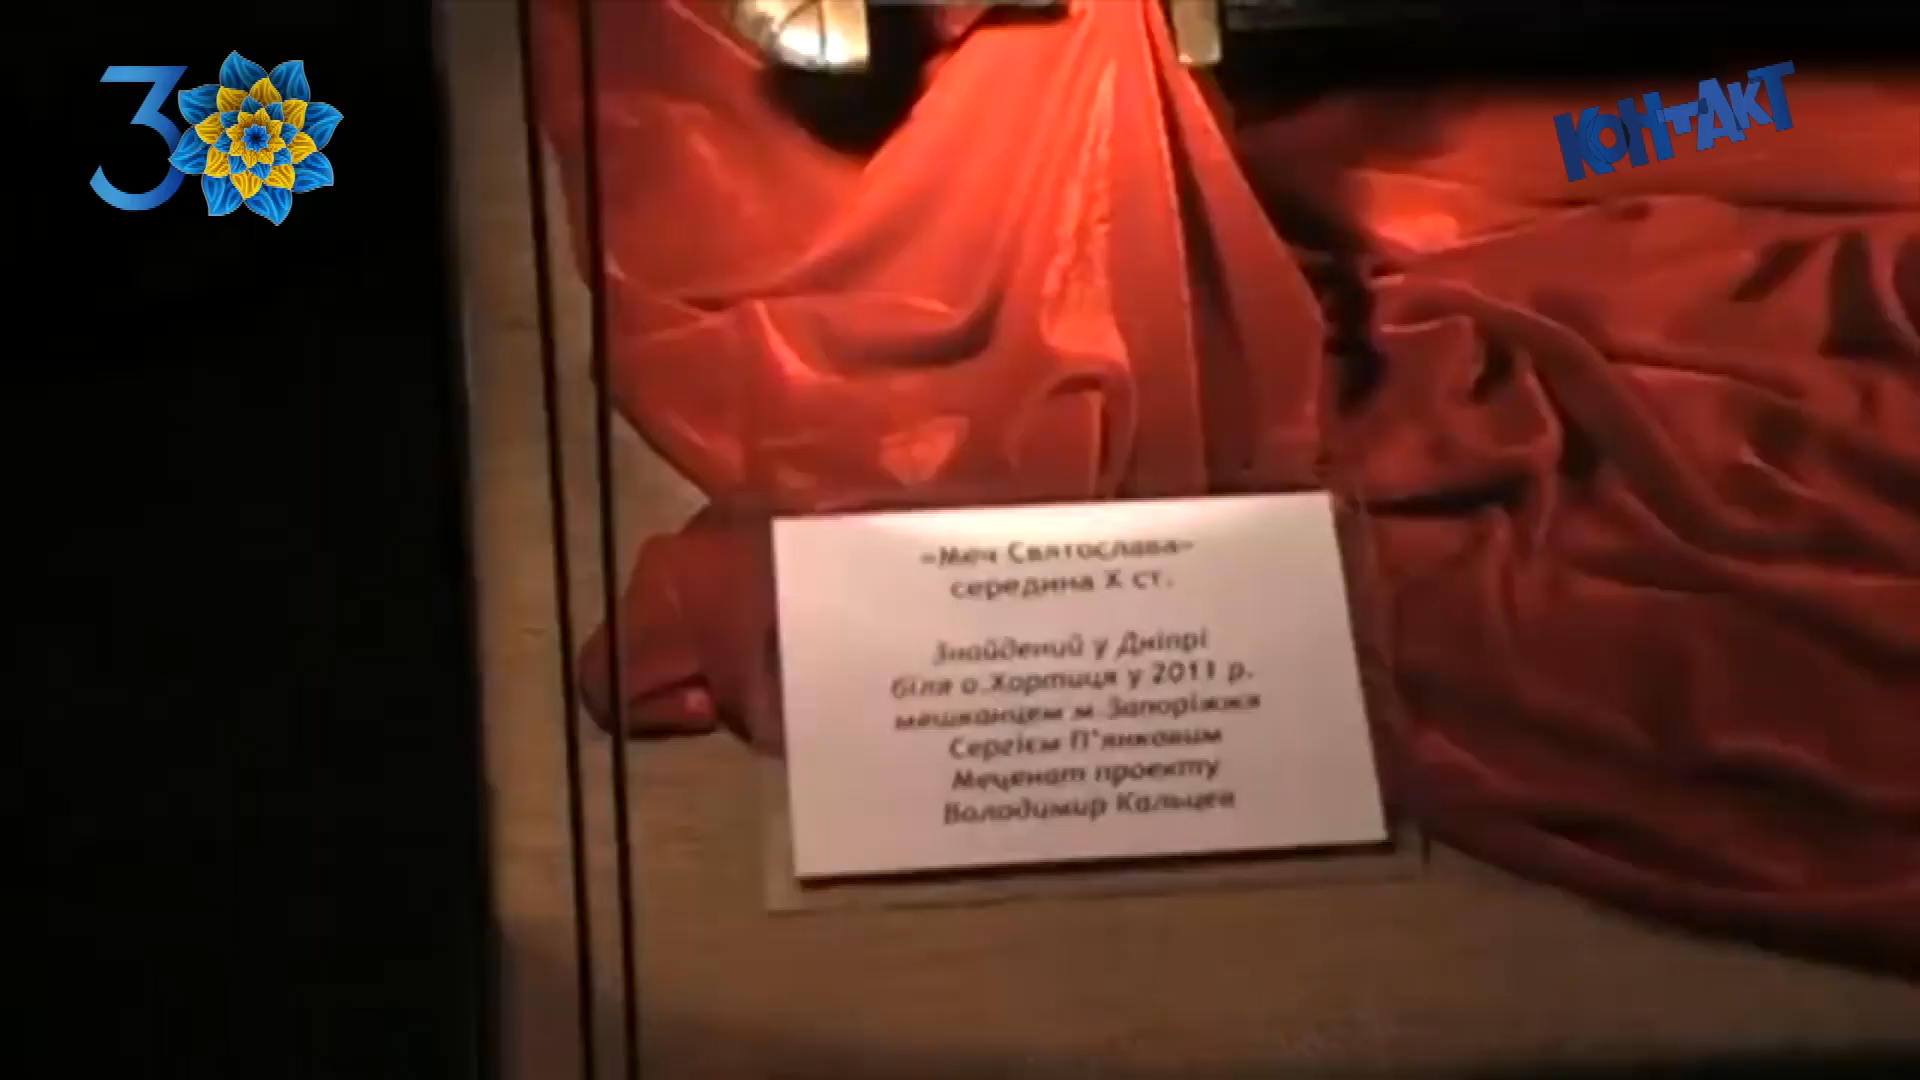 30
КОНТАКТ
«Меч Святослава»
середина X ст.
Знайдений у Дніпрі
біля о.Хортиця у 2011 р.
мешканцем м.Запоріжжя
Сергієм П'янковим
Меценат проекту
Володимир Кальцев